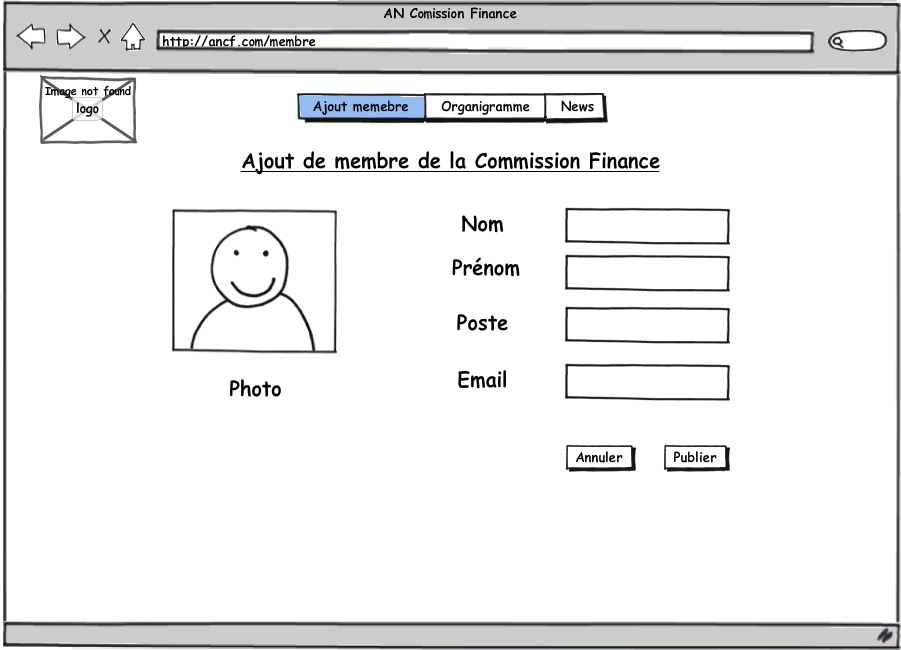 AN Comission Finance
http://ancf.com/membre
Image not found
logo
Ajout memebre Organigramme News
Ajout de membre de la Commission Finance
Nom
Prénom
Poste
Email
Photo
Annuler Publier